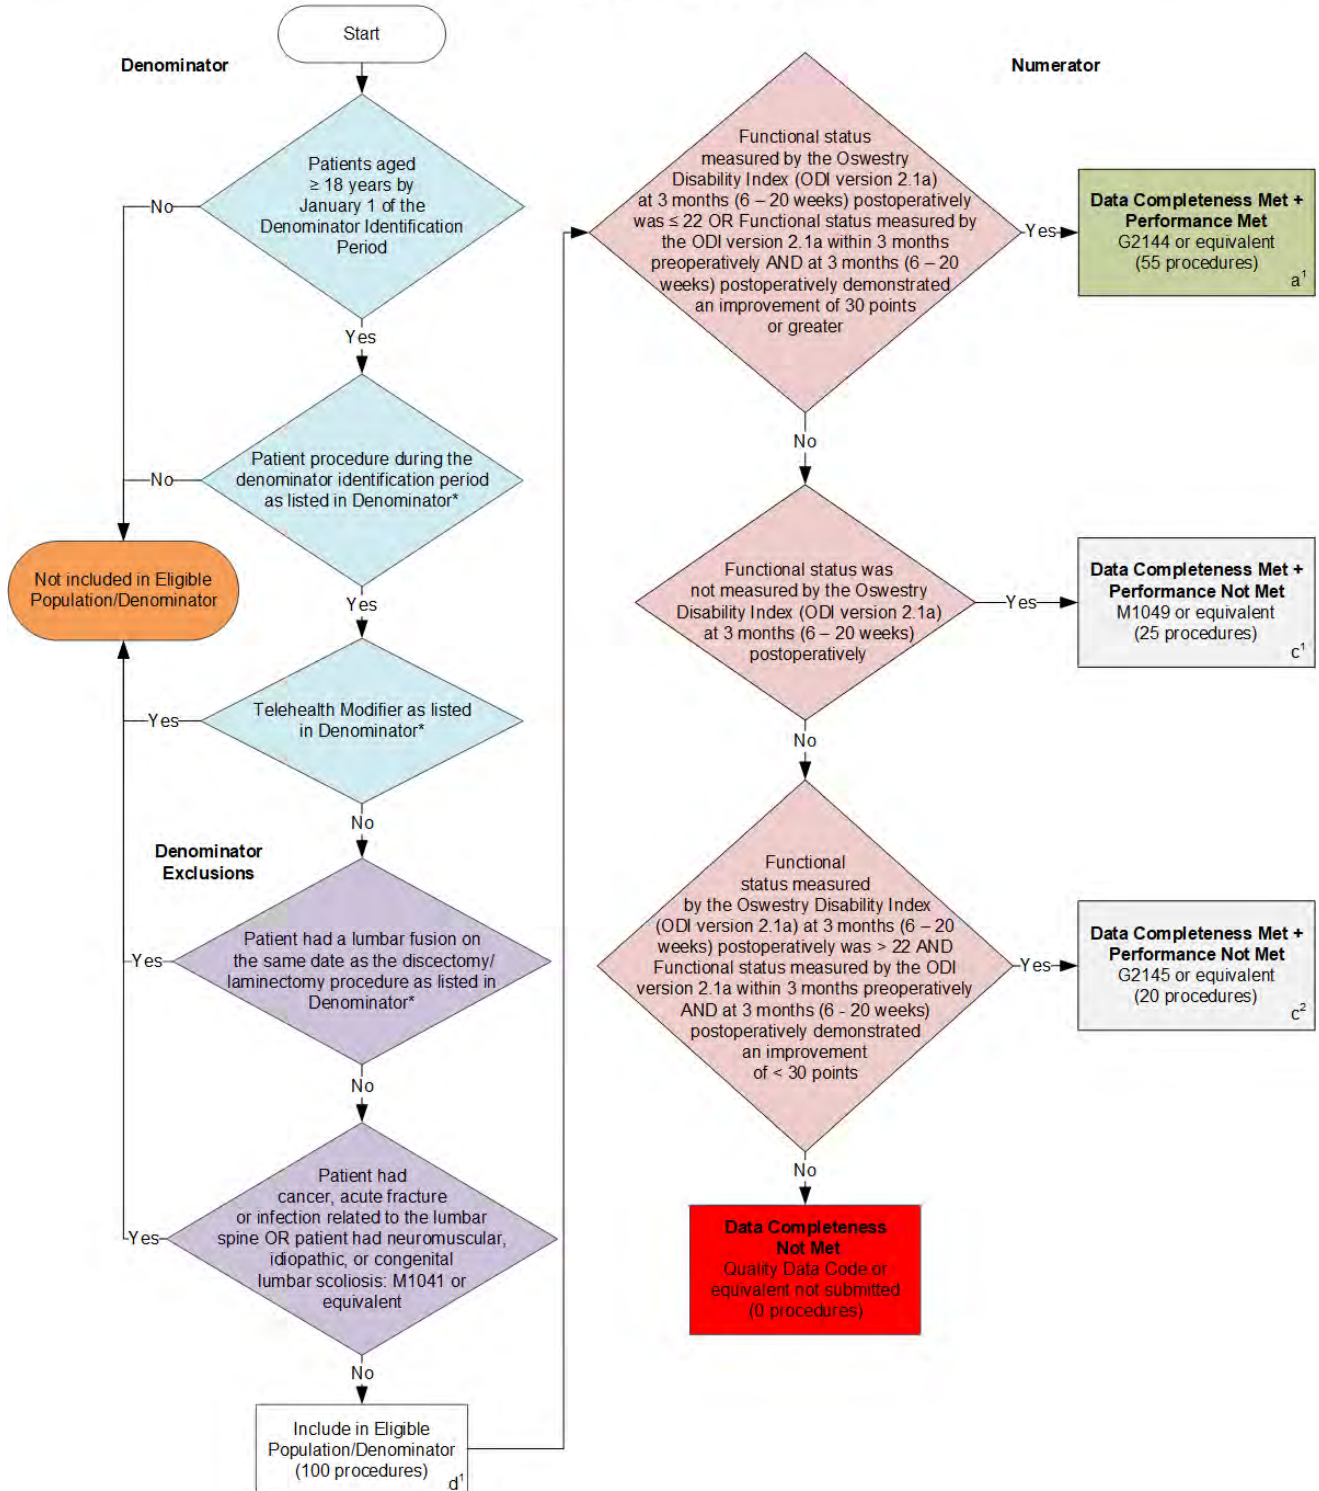 Start
Denominator
Patients aged
≥ 18 years by
January 1 of the
Denominator Identification
Period
No
Yes
Patient procedure during the
denominator identification period
as listed in Denominator*
No
Not included in Eligible
Population/Denominator
Yes
Telehealth Modifier as listed
in Denominator*
Yes
No
Denominator
Exclusions
Patient had a lumbar fusion on
the same date as the discectomy/
laminectomy procedure as listed in
Denominator*
Yes
No
Patient had
cancer, acute fracture
or infection related to the lumbar
spine OR patient had neuromuscular,
idiopathic, or congenital
lumbar scoliosis: M1041 or
equivalent
Yes
No
Include in Eligible
Population/Denominator
(100 procedures)
d¹
Numerator
Functional status
measured by the Oswestry
Disability Index (ODI version 2.1a)
at 3 months (6 – 20 weeks) postoperatively
was ≤ 22 OR Functional status measured by
the ODI version 2.1a within 3 months
preoperatively AND at 3 months (6 – 20
weeks) postoperatively demonstrated
an improvement of 30 points
or greater
Yes
Data Completeness Met +
Performance Met
G2144 or equivalent
(55 procedures)
a¹
No
Functional status was
not measured by the Oswestry
Disability Index (ODI version 2.1a)
at 3 months (6 – 20 weeks)
postoperatively
Yes
Data Completeness Met +
Performance Not Met
M1049 or equivalent
(25 procedures)
c¹
No
Functional
status measured
by the Oswestry Disability Index
(ODI version 2.1a) at 3 months (6 – 20
weeks) postoperatively was > 22 AND
Functional status measured by the ODI
version 2.1a within 3 months preoperatively
AND at 3 months (6 - 20 weeks)
postoperatively demonstrated
an improvement
of < 30 points
Yes
Data Completeness Met +
Performance Not Met
G2145 or equivalent
(20 procedures)
c²
No
Data Completeness
Not Met
Quality Data Code or
equivalent not submitted
(0 procedures)